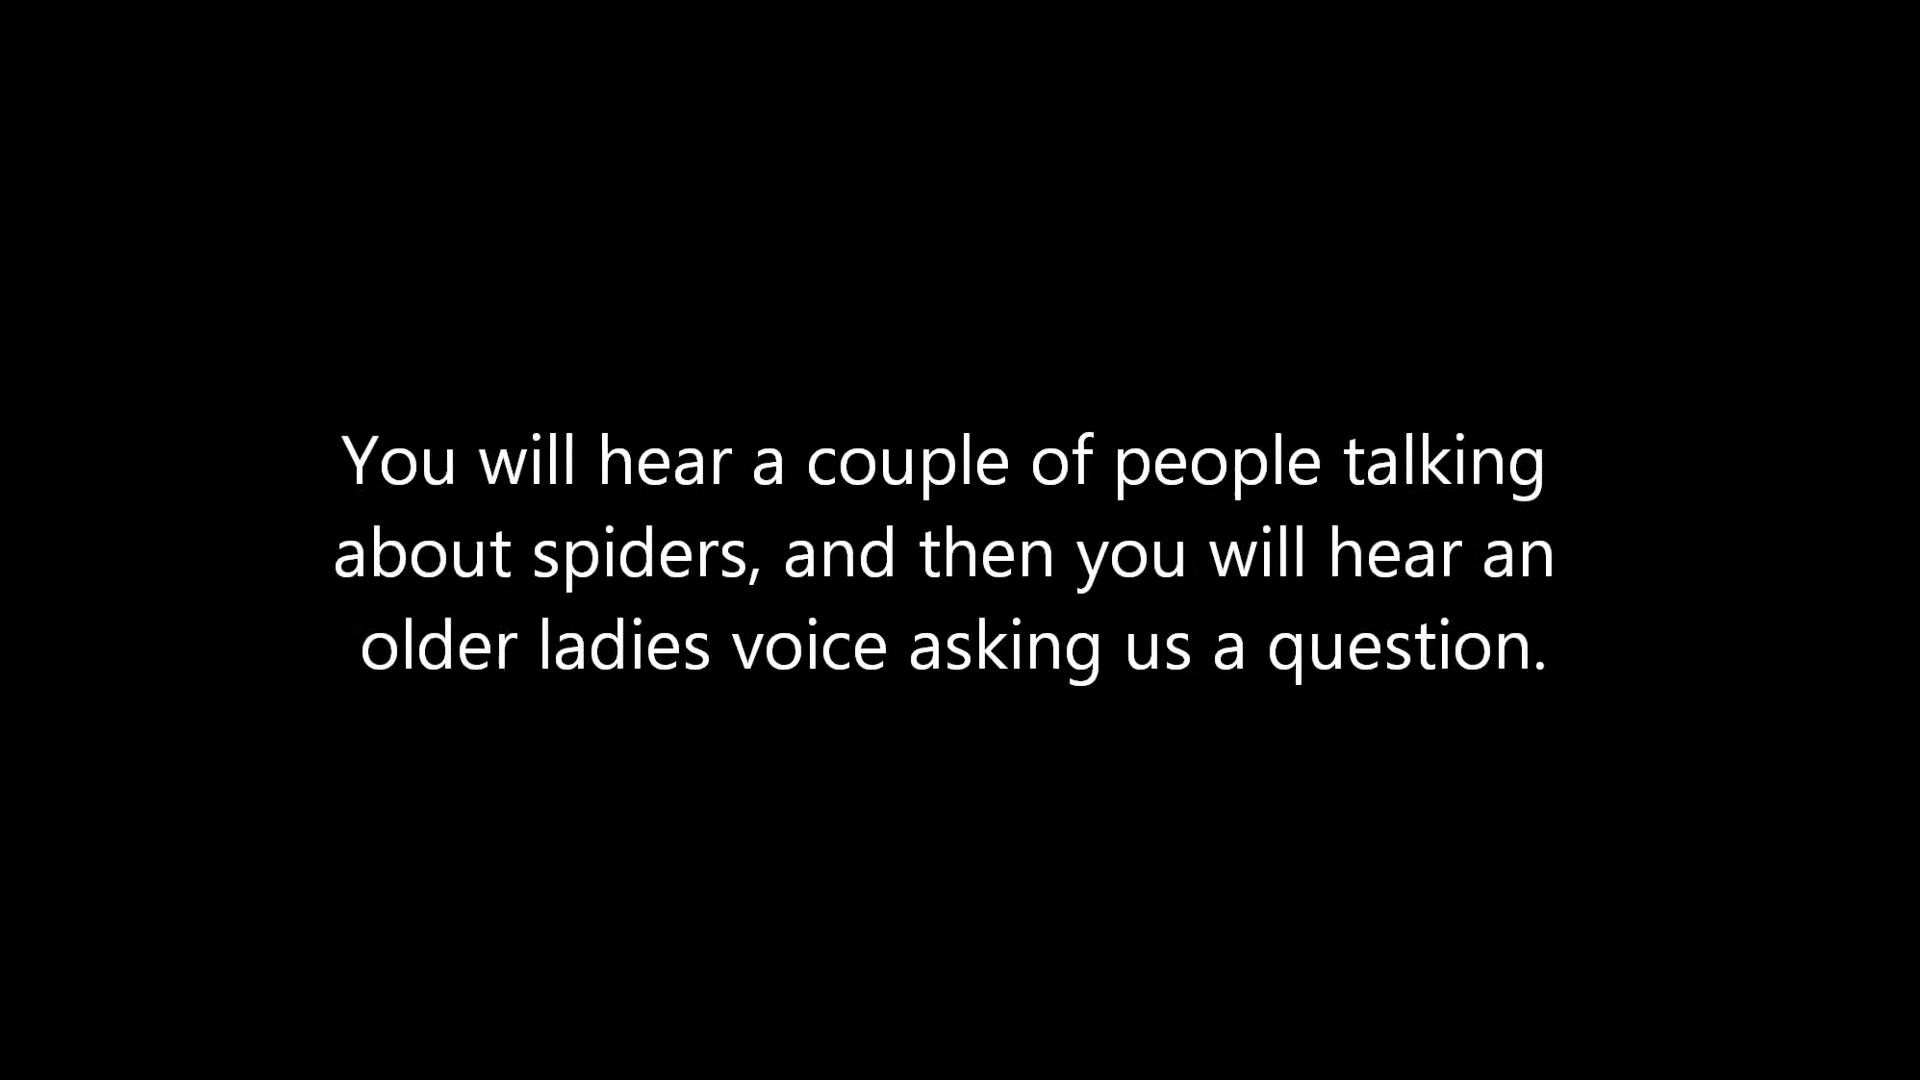 You will hear a couple of people talking
about spiders, and then you will hear an
older ladies voice asking us a question.